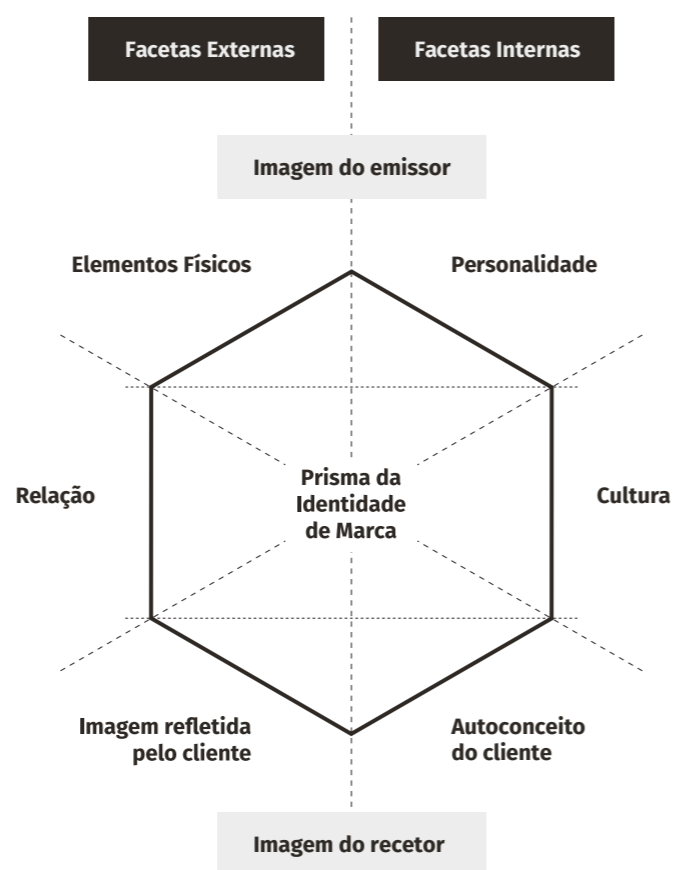 Facetas Externas
Facetas Internas
Imagem do emissor
Elementos Físicos
Personalidade
Relação
Prisma da
Identidade
de Marca
Cultura
Imagem refletida
pelo cliente
Autoconceito
do cliente
Imagem do recetor